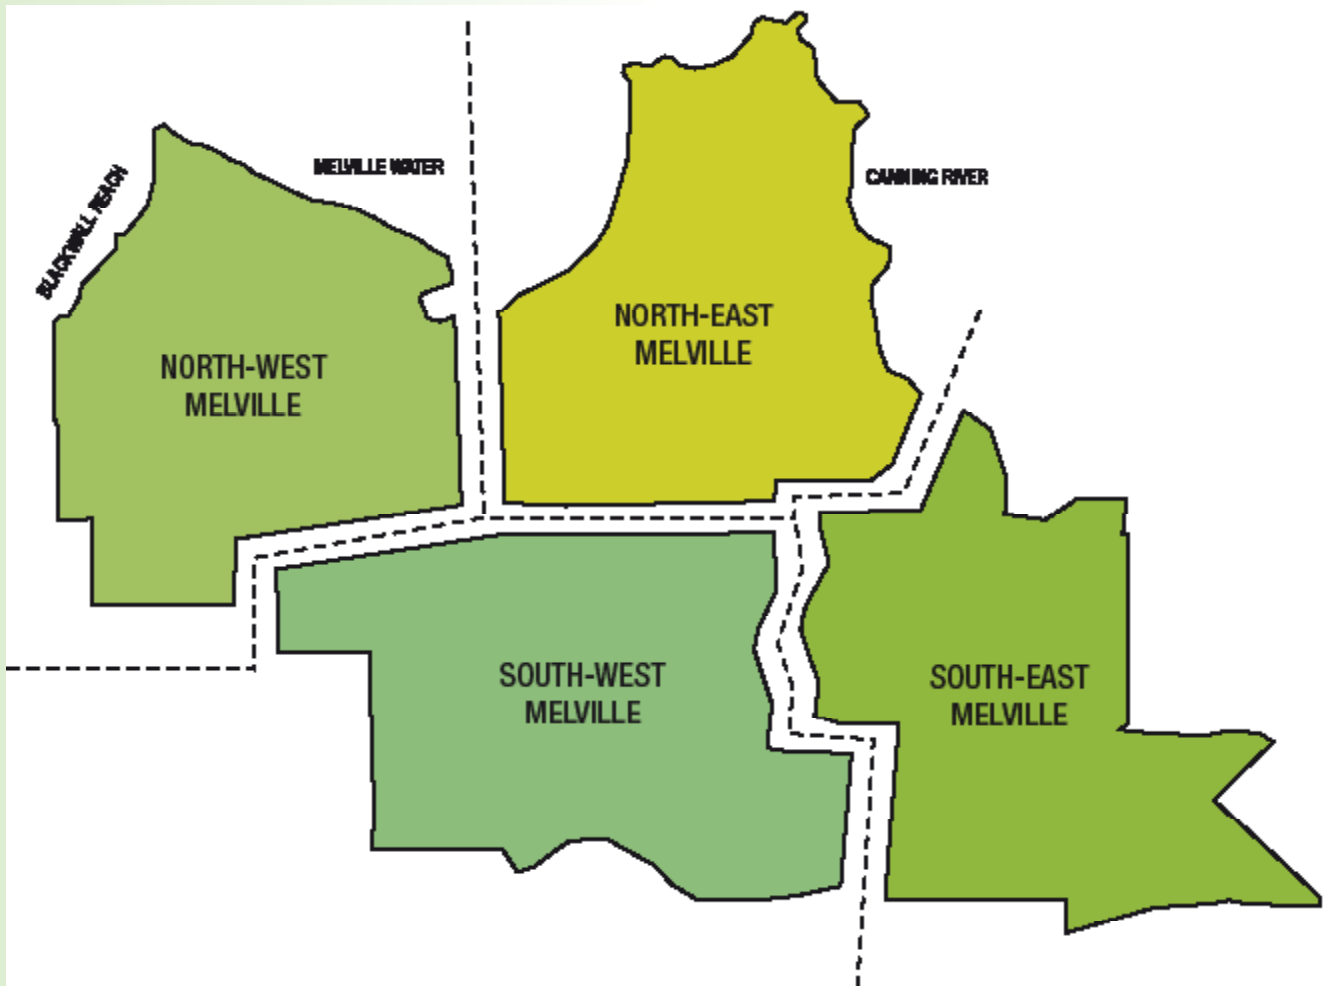 MELVILLE WATER
BLACKWALL REACH
CANNING RIVER
NORTH-EAST
MELVILLE
NORTH-WEST
MELVILLE
SOUTH-WEST
MELVILLE
SOUTH-EAST
MELVILLE